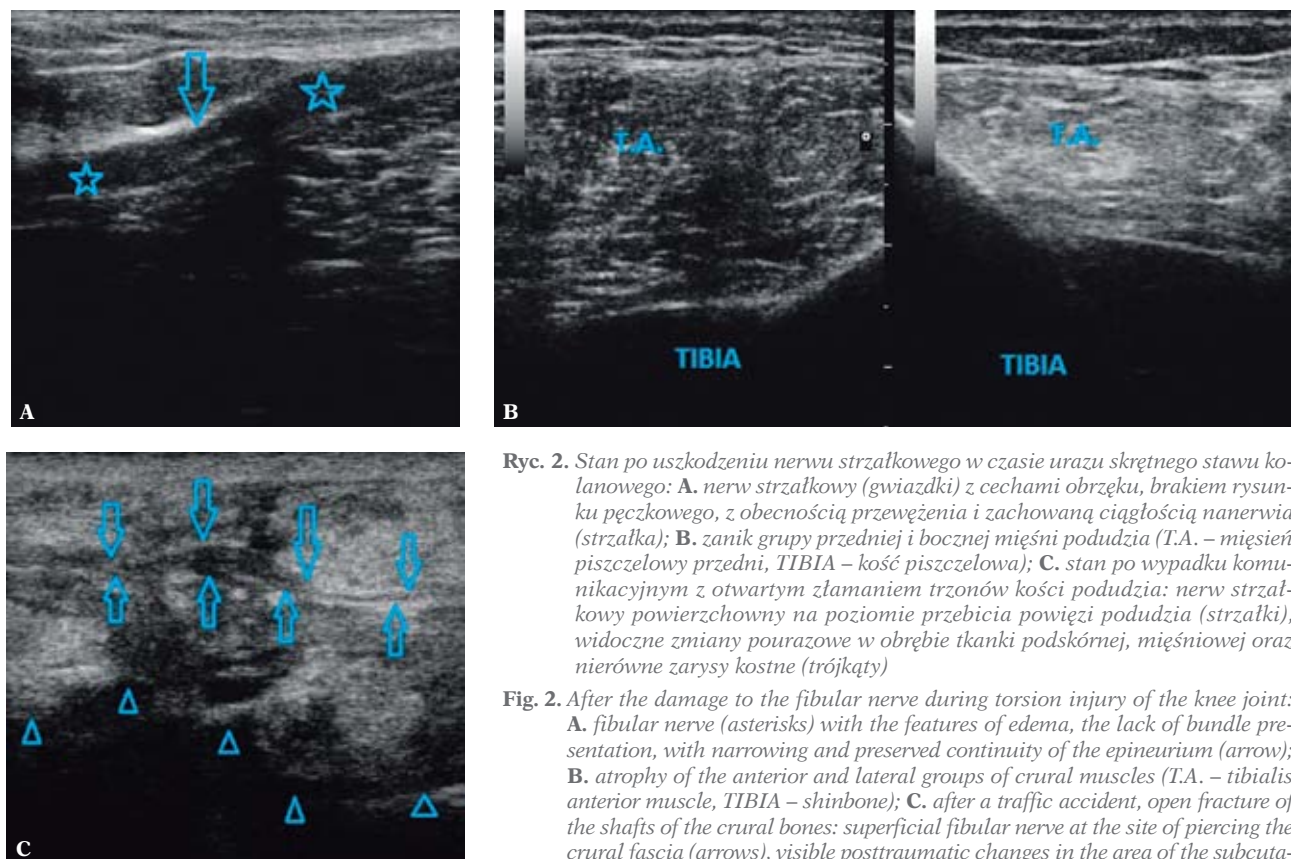 A
T.A.
T.A.
TIBIA
TIBIA
B
C
Ryc. 2. Stan po uszkodzeniu nerwu strzałkowego w czasie urazu skrętnego stawu ko-
lanowego: A. nerw strzałkowy (gwiazdki) z cechami obrzęku, brakiem rysun-
ku pęczkowego, z obecnością przewężenia i zachowaną ciągłością nanerwia
(strzałka); B. zanik grupy przedniej i bocznej mięśni podudzia (T.A. – mięsień
piszczelowy przedni, TIBIA – kość piszczelowa); C. stan po wypadku komu-
nikacyjnym z otwartym złamaniem trzonów kości podudzia: nerw strzał-
kowy powierzchowny na poziomie przebicia powięzi podudzia (strzałki),
widoczne zmiany pourazowe w obrębie tkanki podskórnej, mięśniowej oraz
nierówne zarysy kostne (trójkąty)
Fig. 2. After the damage to the fibular nerve during torsion injury of the knee joint:
A. fibular nerve (asterisks) with the features of edema, the lack of bundle pre-
sentation, with narrowing and preserved continuity of the epineurium (arrow);
B. atrophy of the anterior and lateral groups of crural muscles (T.A. – tibialis
anterior muscle, TIBIA – shinbone); C. after a traffic accident, open fracture of
the shafts of the crural bones: superficial fibular nerve at the site of piercing the
crural fascia (arrows), visible posttraumatic changes in the area of the subcuta-